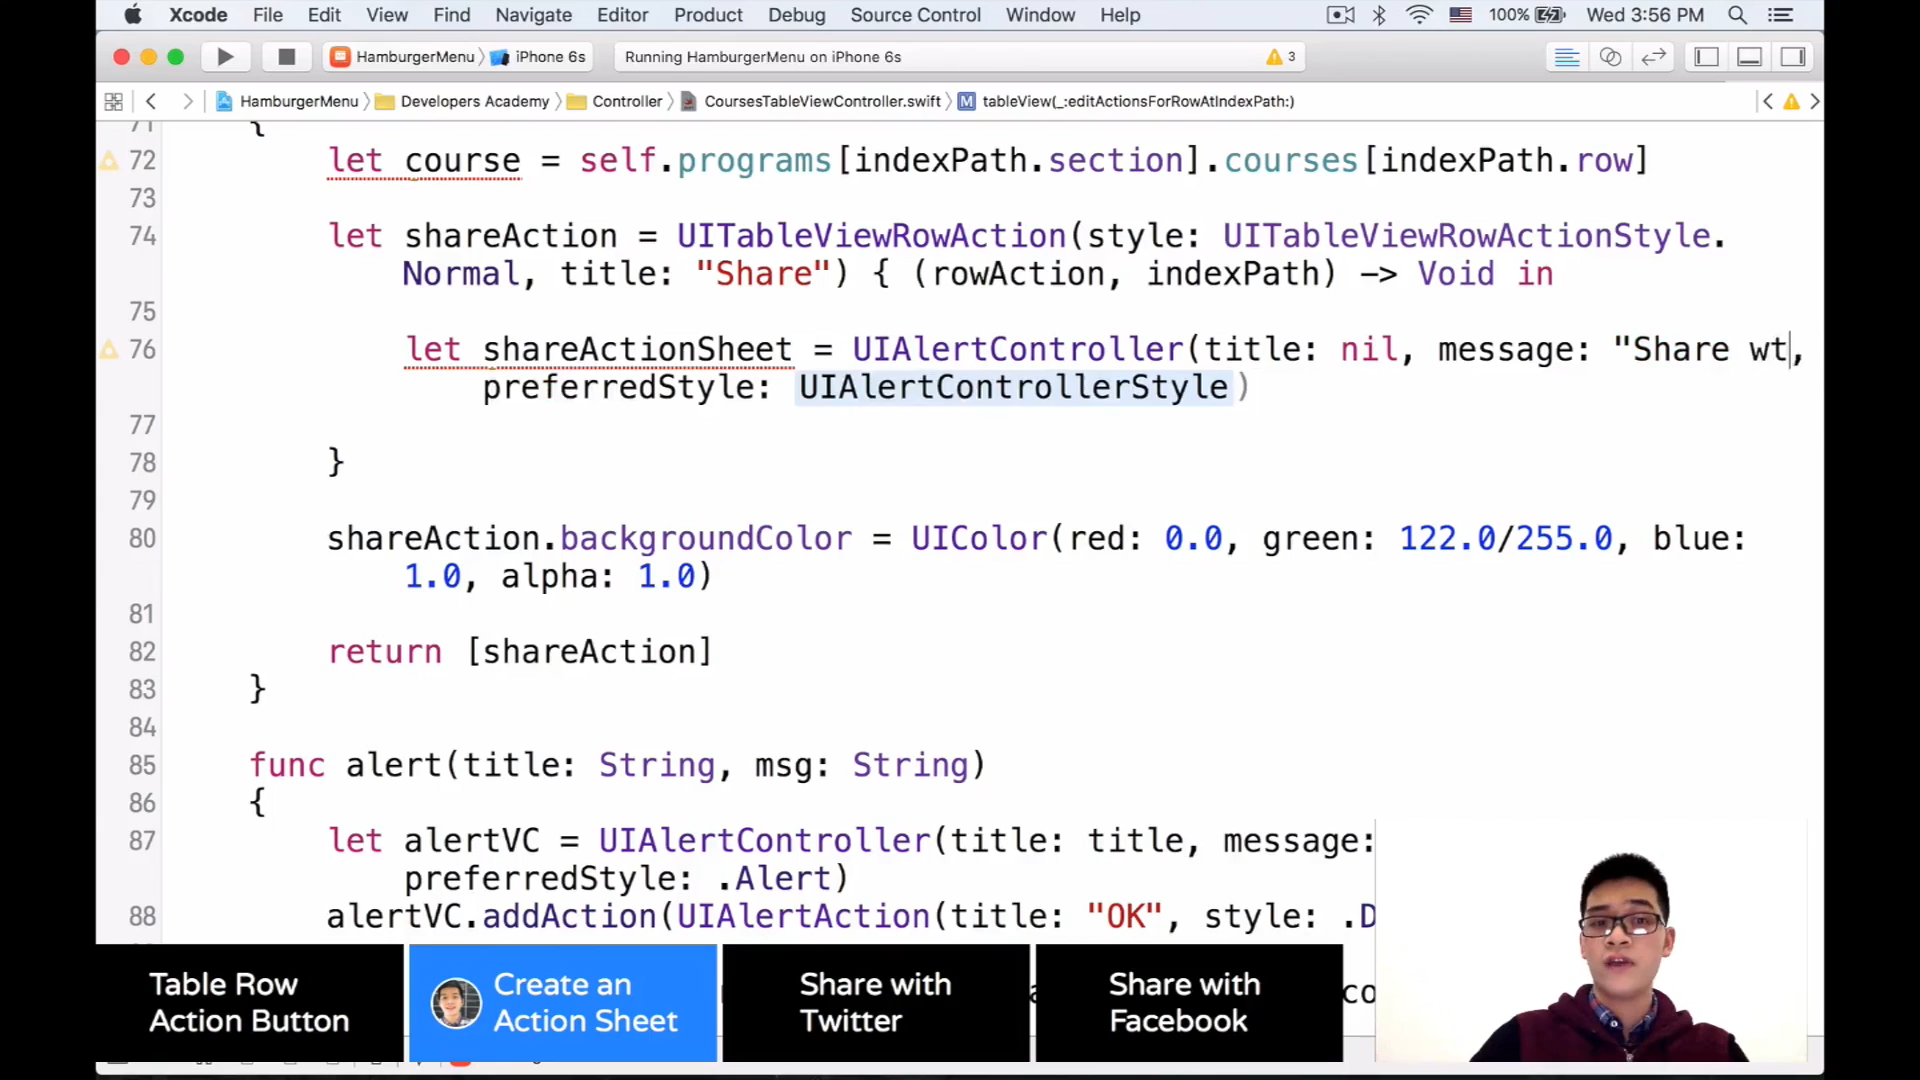 Xcode File Edit View Find Navigate Editor Product Debug Source Control Window Help 100% Wed 3:56 PM
HamburgerMenu iPhone 6s Running HamburgerMenu on iPhone 6s 3
HamburgerMenu Developers Academy Controller CoursesTableViewController.swift M tableView(_:editActionsForRowAtIndexPath:)
71 {
72 let course = self.programs[indexPath.section].courses[indexPath.row]
73
74 let shareAction = UITableViewRowAction(style: UITableViewRowActionStyle.
Normal, title: "Share") { (rowAction, indexPath) -> Void in
75
76 let shareActionSheet = UIAlertController(title: nil, message: "Share wt,
preferredStyle: UIAlertControllerStyle)
77
78 }
79
80 shareAction.backgroundColor = UIColor(red: 0.0, green: 122.0/255.0, blue:
1.0, alpha: 1.0)
81
82 return [shareAction]
83 }
84
85 func alert(title: String, msg: String)
86 {
87 let alertVC = UIAlertController(title: title, message:
preferredStyle: .Alert)
88 alertVC.addAction(UIAlertAction(title: "OK", style: .D
Table Row
Action Button
Create an
Action Sheet
Share with
Twitter
Share with
Facebook